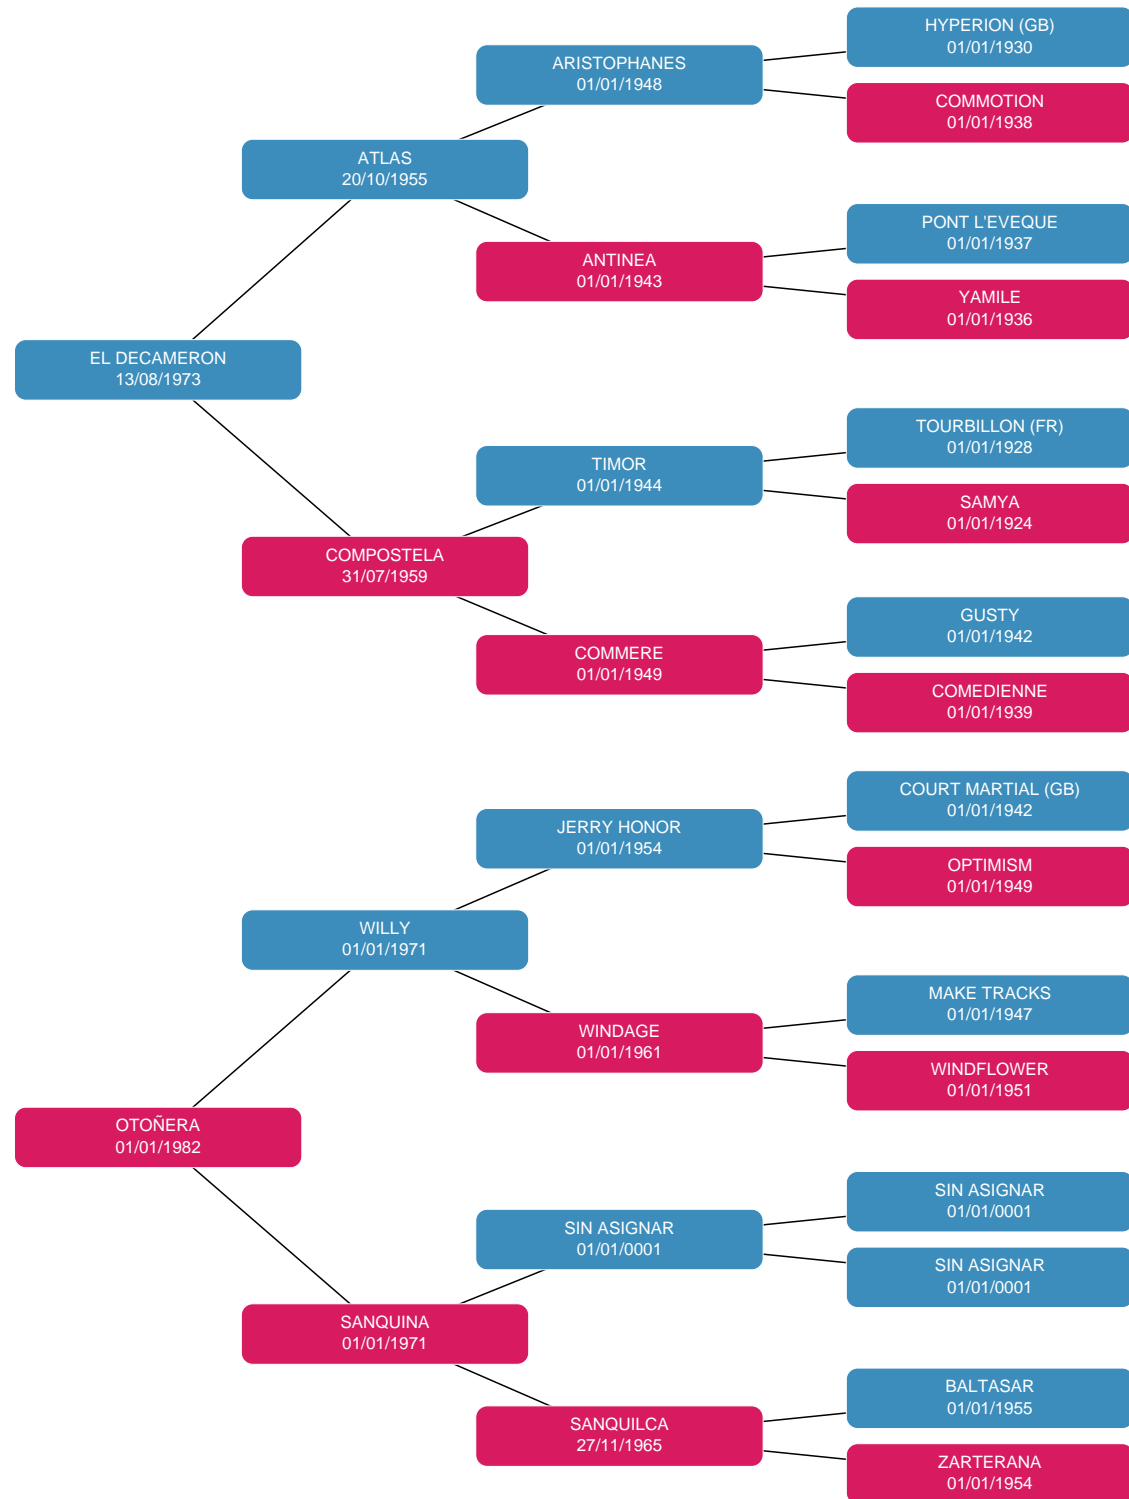 HYPERION (GB)
01/01/1930
ARISTOPHANES
01/01/1948
COMMOTION
01/01/1938
ATLAS
20/10/1955
PONT L'EVEQUE
01/01/1937
ANTINEA
01/01/1943
YAMILE
01/01/1936
EL DECAMERON
13/08/1973
TOURBILLON (FR)
01/01/1928
TIMOR
01/01/1944
SAMYA
01/01/1924
COMPOSTELA
31/07/1959
GUSTY
01/01/1942
COMMERE
01/01/1949
COMEDIENNE
01/01/1939
COURT MARTIAL (GB)
01/01/1942
JERRY HONOR
01/01/1954
OPTIMISM
01/01/1949
WILLY
01/01/1971
MAKE TRACKS
01/01/1947
WINDAGE
01/01/1961
WINDFLOWER
01/01/1951
OTOÑERA
01/01/1982
SIN ASIGNAR
01/01/0001
SIN ASIGNAR
01/01/0001
SIN ASIGNAR
01/01/0001
SANQUINA
01/01/1971
BALTASAR
01/01/1955
SANQUILCA
27/11/1965
ZARTERANA
01/01/1954